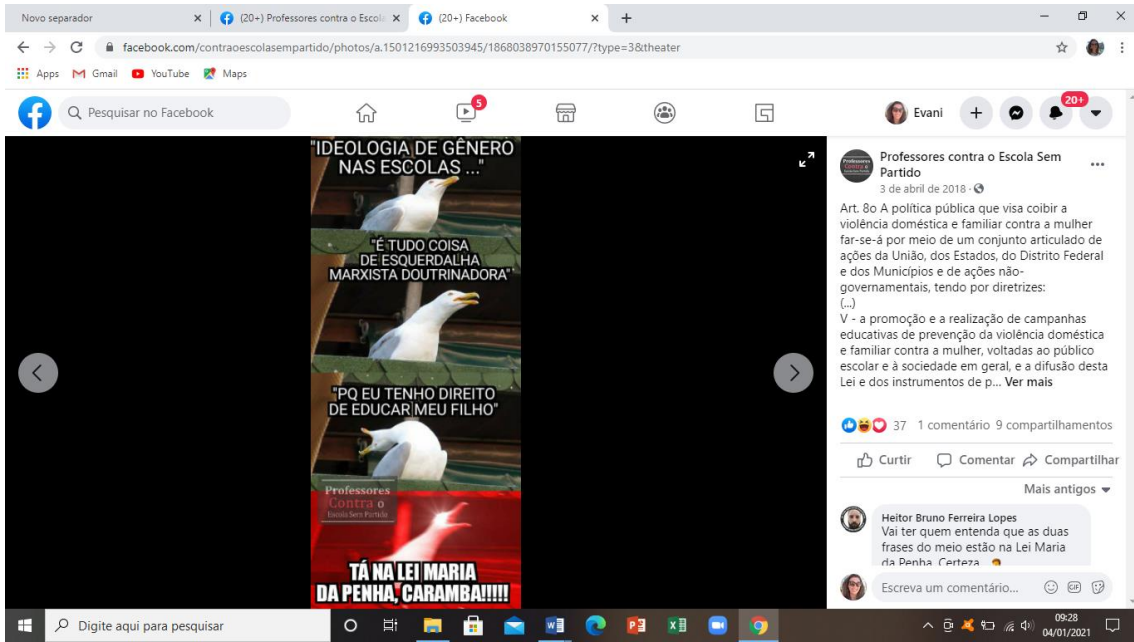 Novo separador
(20+) Professores contra o Escola
(20+) Facebook
facebook.com/contraoescolasempartido/photos/a.1501216993503945/1868038970155077/?type=3&theater
Apps Gmail YouTube Maps
Pesquisar no Facebook
5
Evani
20+
"IDEOLOGIA DE GÊNERO
NAS ESCOLAS ..."
"É TUDO COISA
DE ESQUERDALHA
MARXISTA DOUTRINADORA"
"PQ EU TENHO DIREITO
DE EDUCAR MEU FILHO"
Professores
Contra o
Escola Sem Partido
TÁ NA LEI MARIA
DA PENHA, CARAMBA!!!!!
Professores contra o Escola Sem
Partido
3 de abril de 2018 ·
Art. 8o A política pública que visa coibir a
violência doméstica e familiar contra a mulher
far-se-á por meio de um conjunto articulado de
ações da União, dos Estados, do Distrito Federal
e dos Municípios e de ações não-
governamentais, tendo por diretrizes:
(...)
V - a promoção e a realização de campanhas
educativas de prevenção da violência doméstica
e familiar contra a mulher, voltadas ao público
escolar e à sociedade em geral, e a difusão desta
Lei e dos instrumentos de p... Ver mais
37 1 comentário 9 compartilhamentos
Curtir Comentar Compartilhar
Mais antigos
Heitor Bruno Ferreira Lopes
Vai ter quem entenda que as duas
frases do meio estão na Lei Maria
da Penha. Certeza.
Escreva um comentário...
GIF
Digite aqui para pesquisar
09:28
04/01/2021